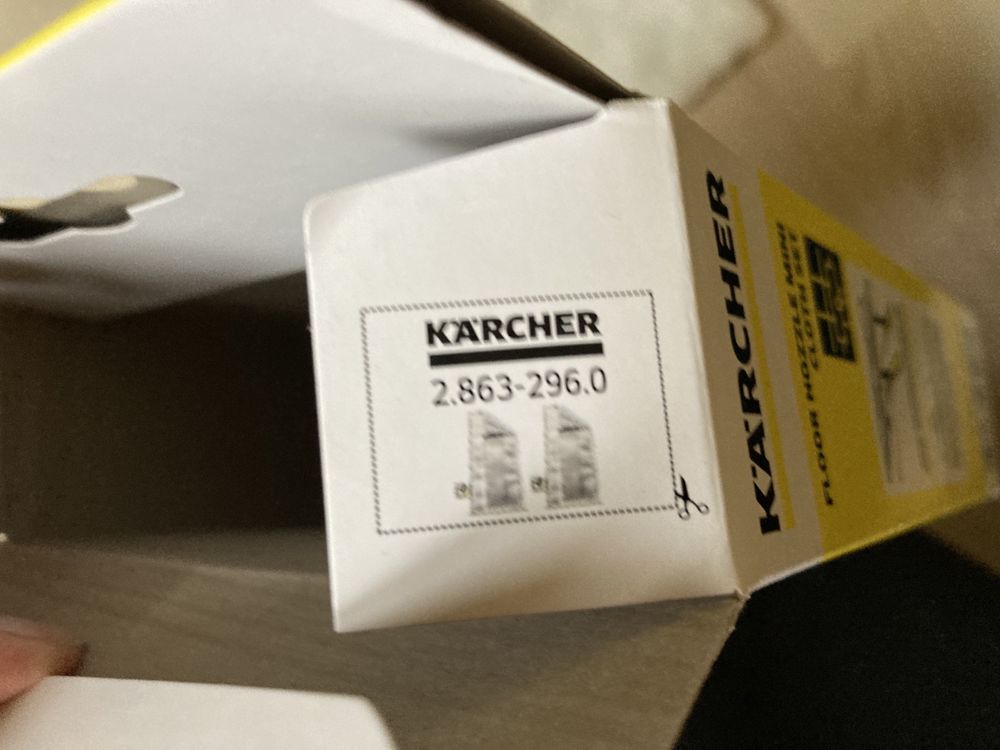 KÄRCHER
2.863-296.0
KÄRCHER
FLOOR NOZZLE MINI
CLOTH SET